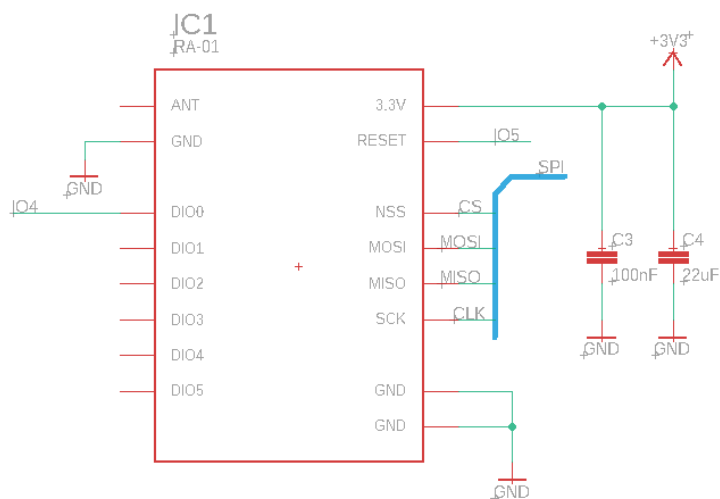 IC1
RA-01
+3V3
ANT
3.3V
GND
RESET
IO5
SPI
GND
IO4
DIO0
NSS
CS
DIO1
MOSI
MOSI
C3
C4
DIO2
MISO
MISO
100nF
22uF
DIO3
SCK
CLK
GND
GND
DIO4
DIO5
GND
GND
GND